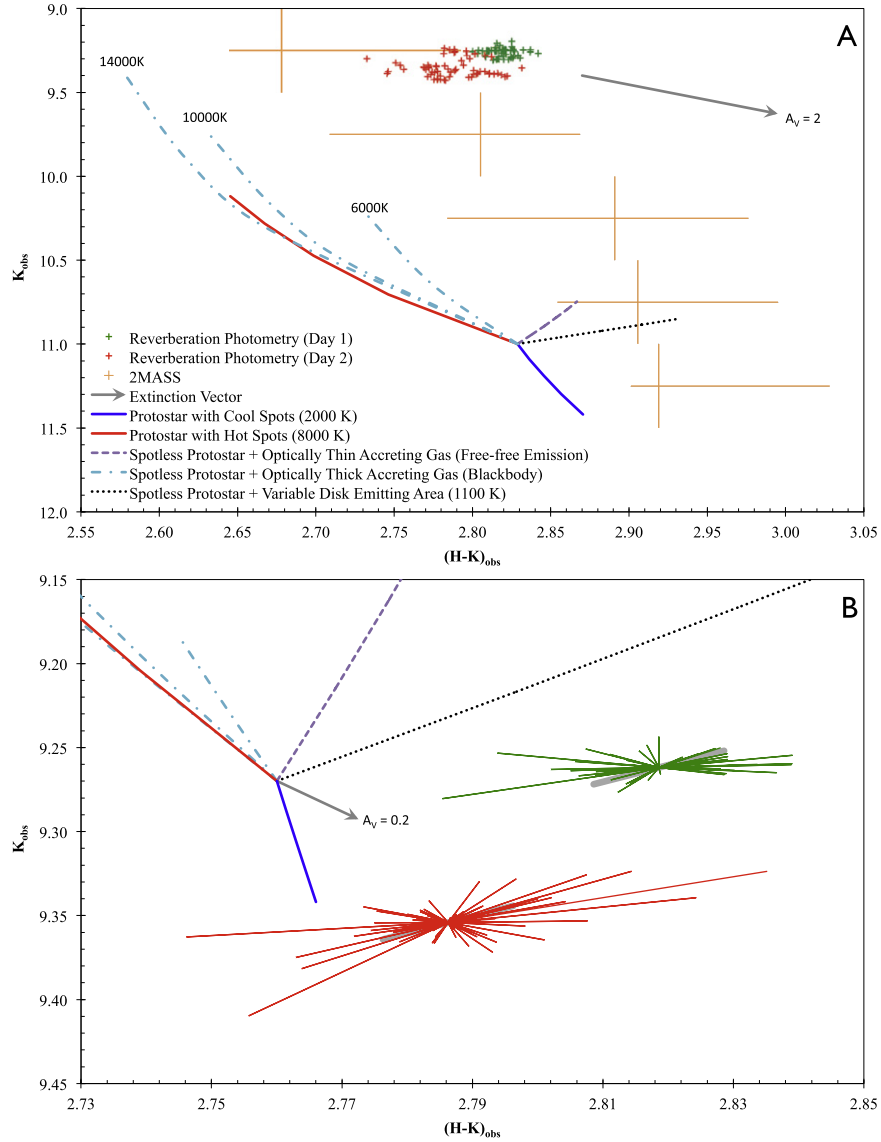 A
9.0
9.5
10.0
10.5
11.0
11.5
12.0
K_obs
14000K
10000K
6000K
A_V = 2
Reverberation Photometry (Day 1)
Reverberation Photometry (Day 2)
2MASS
Extinction Vector
Protostar with Cool Spots (2000 K)
Protostar with Hot Spots (8000 K)
Spotless Protostar + Optically Thin Accreting Gas (Free-free Emission)
Spotless Protostar + Optically Thick Accreting Gas (Blackbody)
Spotless Protostar + Variable Disk Emitting Area (1100 K)
2.55 2.60 2.65 2.70 2.75 2.80 2.85 2.90 2.95 3.00 3.05
(H-K)_obs
B
9.15
9.20
9.25
9.30
9.35
9.40
9.45
K_obs
A_V = 0.2
2.73 2.75 2.77 2.79 2.81 2.83 2.85
(H-K)_obs